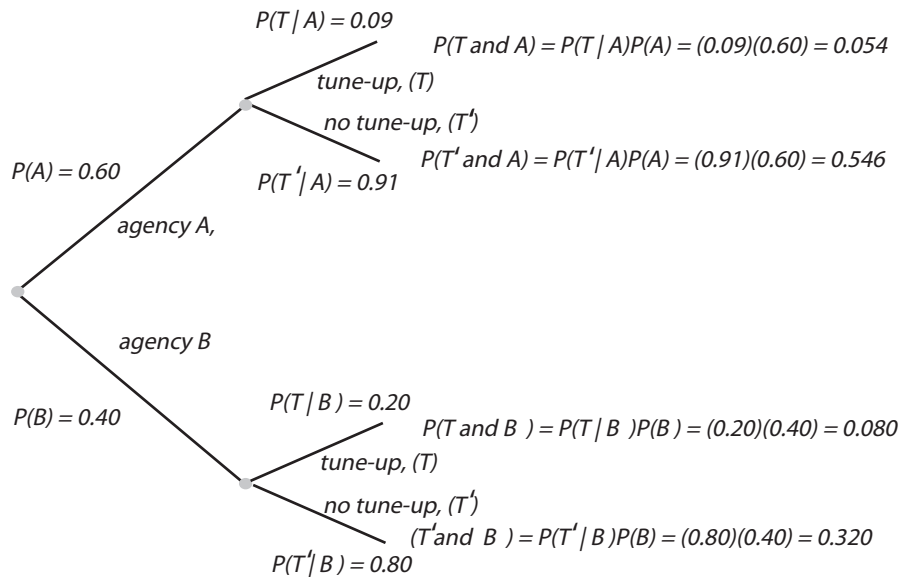 P(T | A) = 0.09
P(T and A) = P(T | A)P(A) = (0.09)(0.60) = 0.054
tune-up, (T)
no tune-up, (T')
P(T' and A) = P(T' | A)P(A) = (0.91)(0.60) = 0.546
P(A) = 0.60
P(T' | A) = 0.91
agency A,
agency B
P(B) = 0.40
P(T | B ) = 0.20
P(T and B ) = P(T | B )P(B ) = (0.20)(0.40) = 0.080
tune-up, (T)
no tune-up, (T')
(T' and B ) = P(T' | B )P(B) = (0.80)(0.40) = 0.320
P(T' | B ) = 0.80